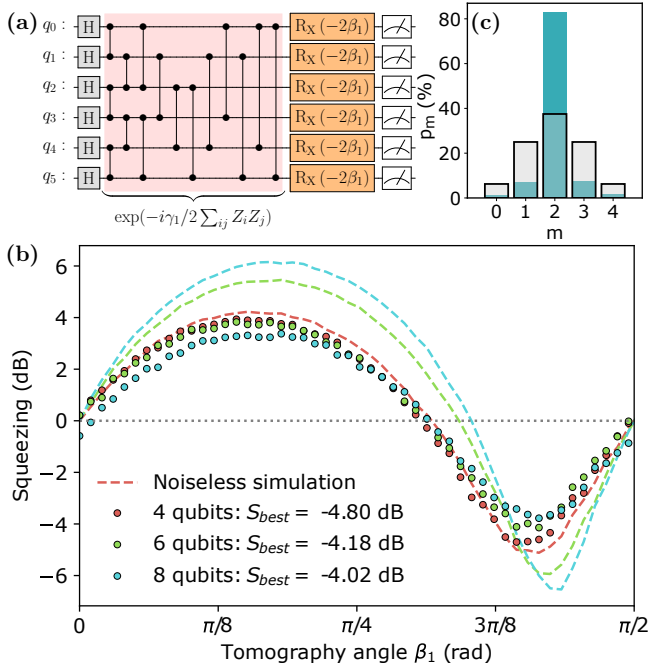 (a)
q₀ : H Rₓ (−2β₁)
q₁ : H Rₓ (−2β₁)
q₂ : H Rₓ (−2β₁)
q₃ : H Rₓ (−2β₁)
q₄ : H Rₓ (−2β₁)
q₅ : H Rₓ (−2β₁)
exp(−iγ₁/2 ∑ᵢⱼ ZᵢZⱼ)
(c)
pₘ (%)
80
60
40
20
0
0 1 2 3 4
m
(b)
Squeezing (dB)
6
4
2
0
−2
−4
−6
Noiseless simulation
4 qubits: S_best = -4.80 dB
6 qubits: S_best = -4.18 dB
8 qubits: S_best = -4.02 dB
0 π/8 π/4 3π/8 π/2
Tomography angle β₁ (rad)